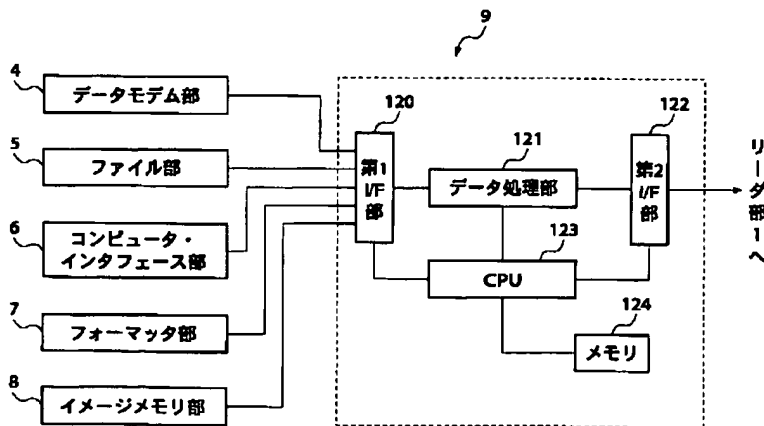 9
4
データモデム部
5
ファイル部
6
コンピュータ・
インタフェース部
7
フォーマッタ部
8
イメージメモリ部
120
第1
I/F
部
121
データ処理部
122
第2
I/F
部
123
CPU
124
メモリ
リーダ部1へ